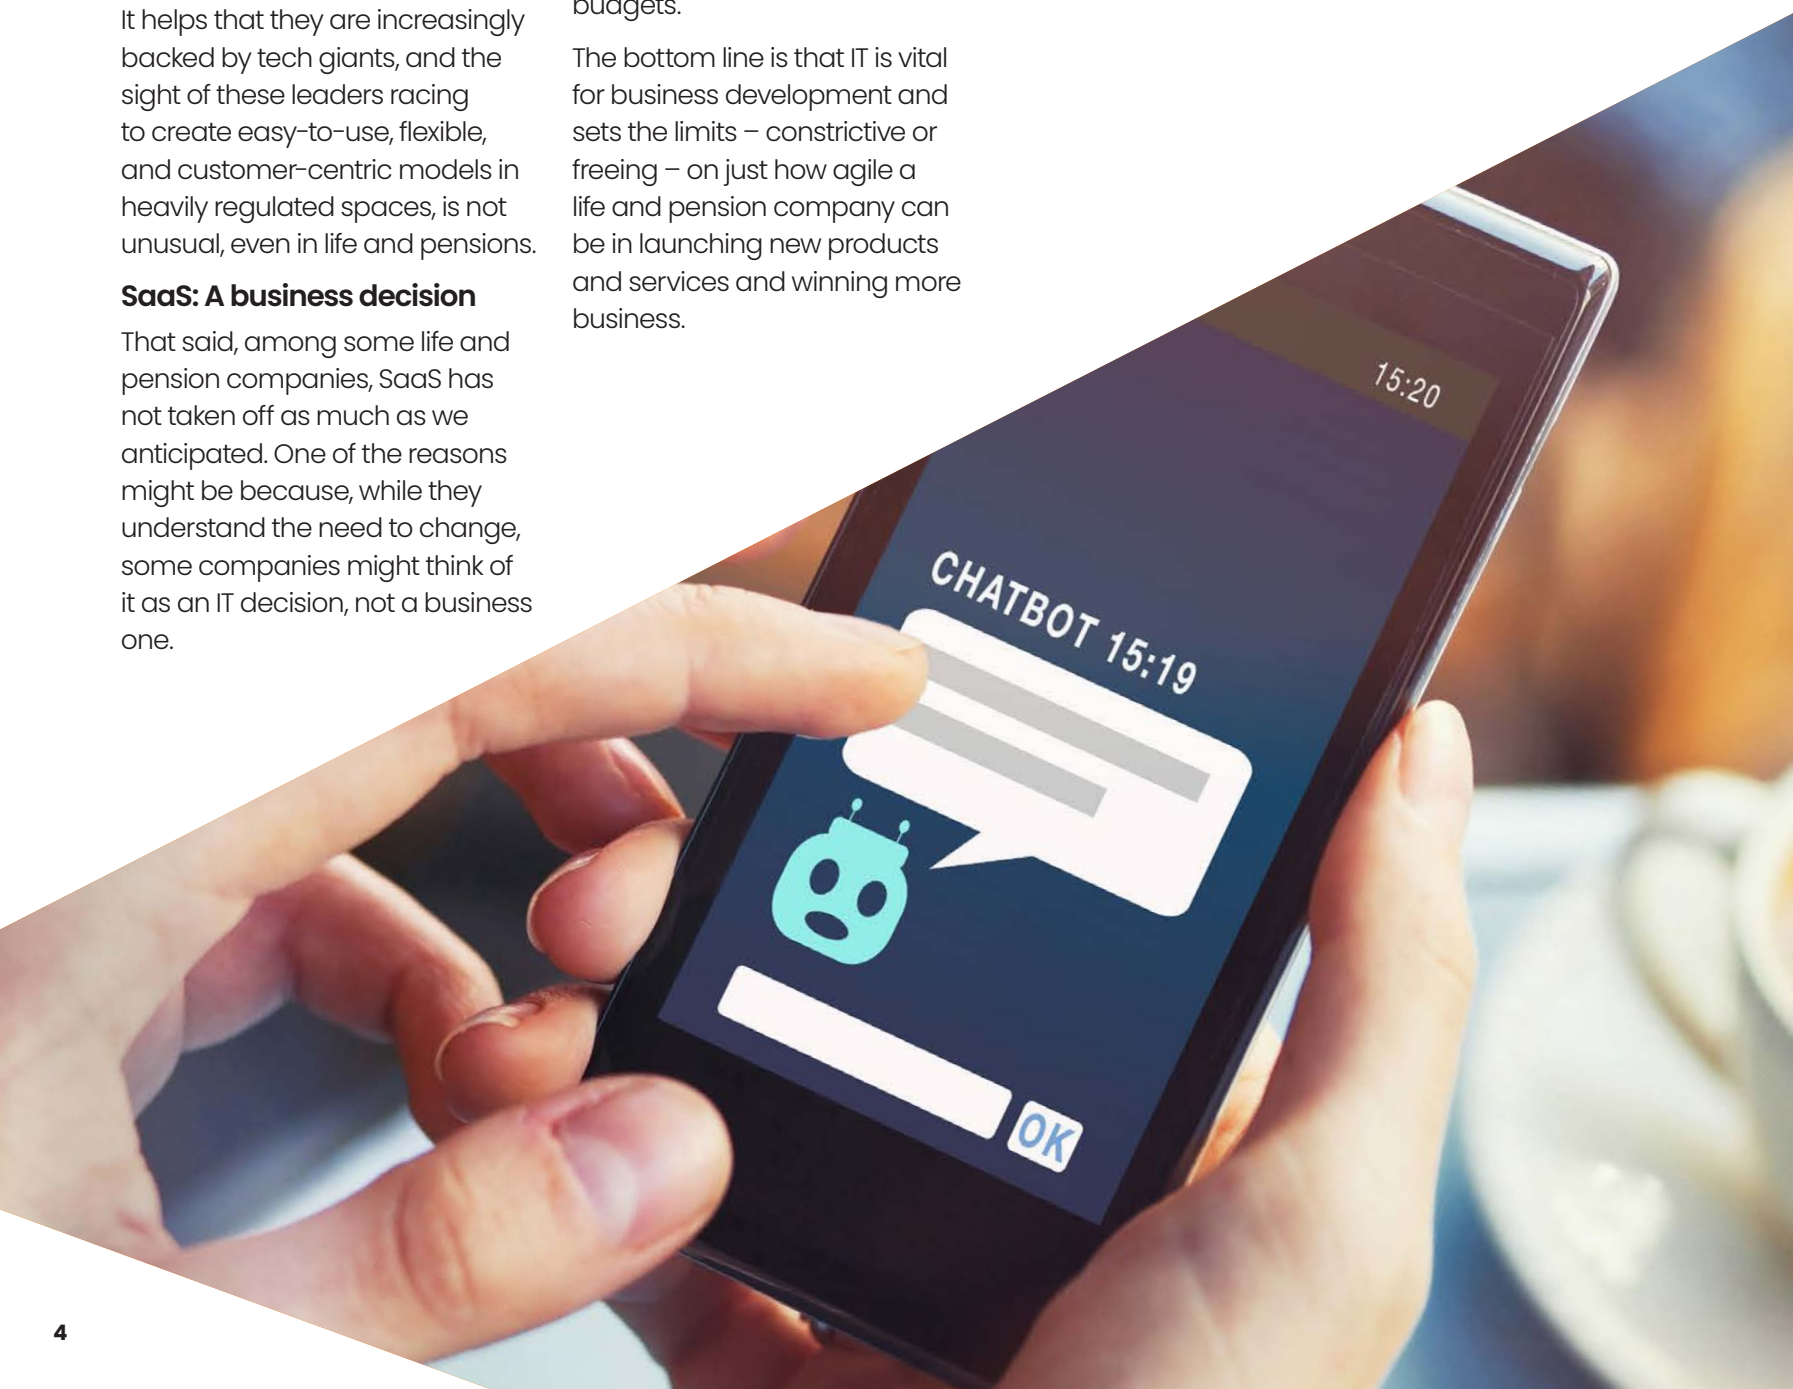 It helps that they are increasingly
backed by tech giants, and the
sight of these leaders racing
to create easy-to-use, flexible,
and customer-centric models in
heavily regulated spaces, is not
unusual, even in life and pensions.
SaaS: A business decision
That said, among some life and
pension companies, SaaS has
not taken off as much as we
anticipated. One of the reasons
might be because, while they
understand the need to change,
some companies might think of
it as an IT decision, not a business
one.
budgets.
The bottom line is that IT is vital
for business development and
sets the limits – constrictive or
freeing – on just how agile a
life and pension company can
be in launching new products
and services and winning more
business.
15:20
CHATBOT 15:19
OK
4